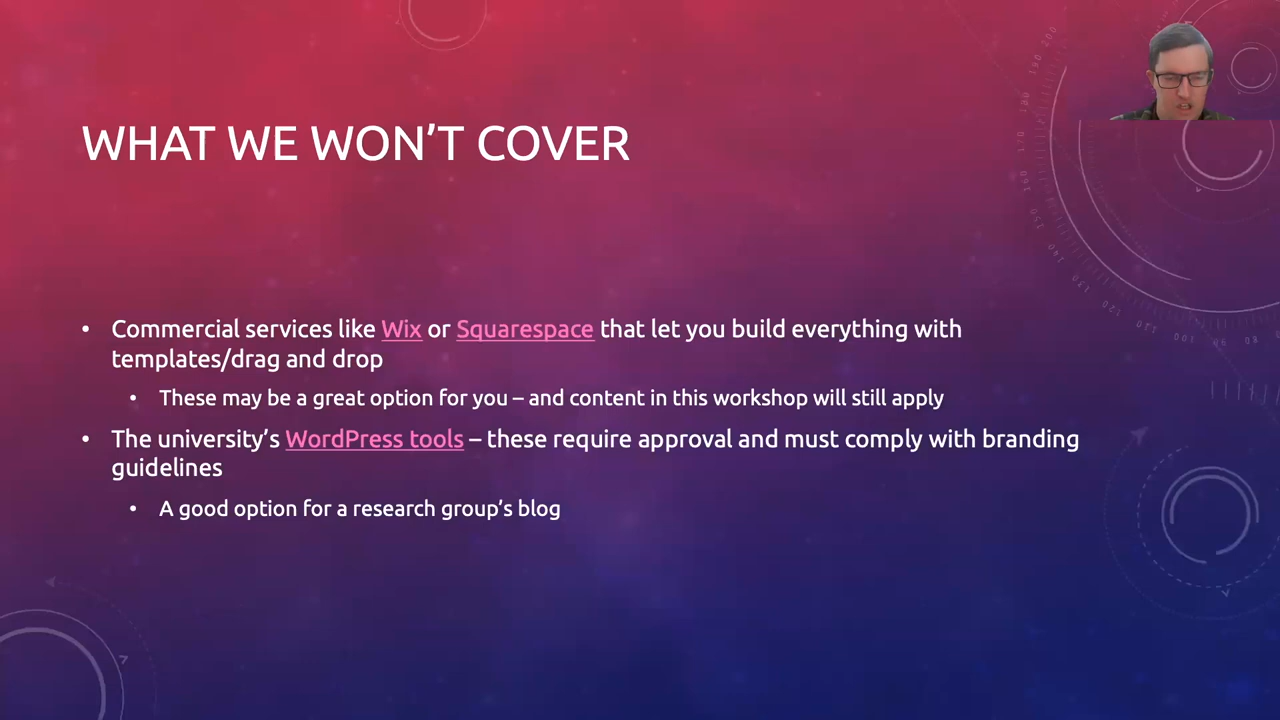 WHAT WE WON'T COVER
• Commercial services like Wix or Squarespace that let you build everything with
templates/drag and drop
• These may be a great option for you – and content in this workshop will still apply
• The university's WordPress tools – these require approval and must comply with branding
guidelines
• A good option for a research group's blog